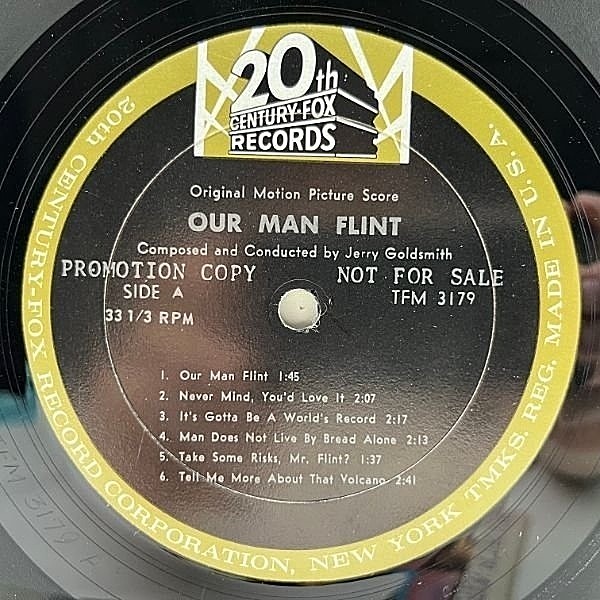 20th
CENTURY-FOX
RECORDS
Original Motion Picture Score
OUR MAN FLINT
Composed and Conducted by Jerry Goldsmith
PROMOTION COPY NOT FOR SALE
SIDE A TFM 3179
33 1/3 RPM
1. Our Man Flint 1:45
2. Never Mind, You'd Love It 2:07
3. It's Gotta Be A World's Record 2:17
4. Man Does Not Live By Bread Alone 2:13
5. Take Some Risks, Mr. Flint? 1:37
6. Tell Me More About That Volcano 2:41
20th CENTURY-FOX RECORD CORPORATION, NEW YORK TMKS. REG. MADE IN U.S.A.
TFM 3179 A